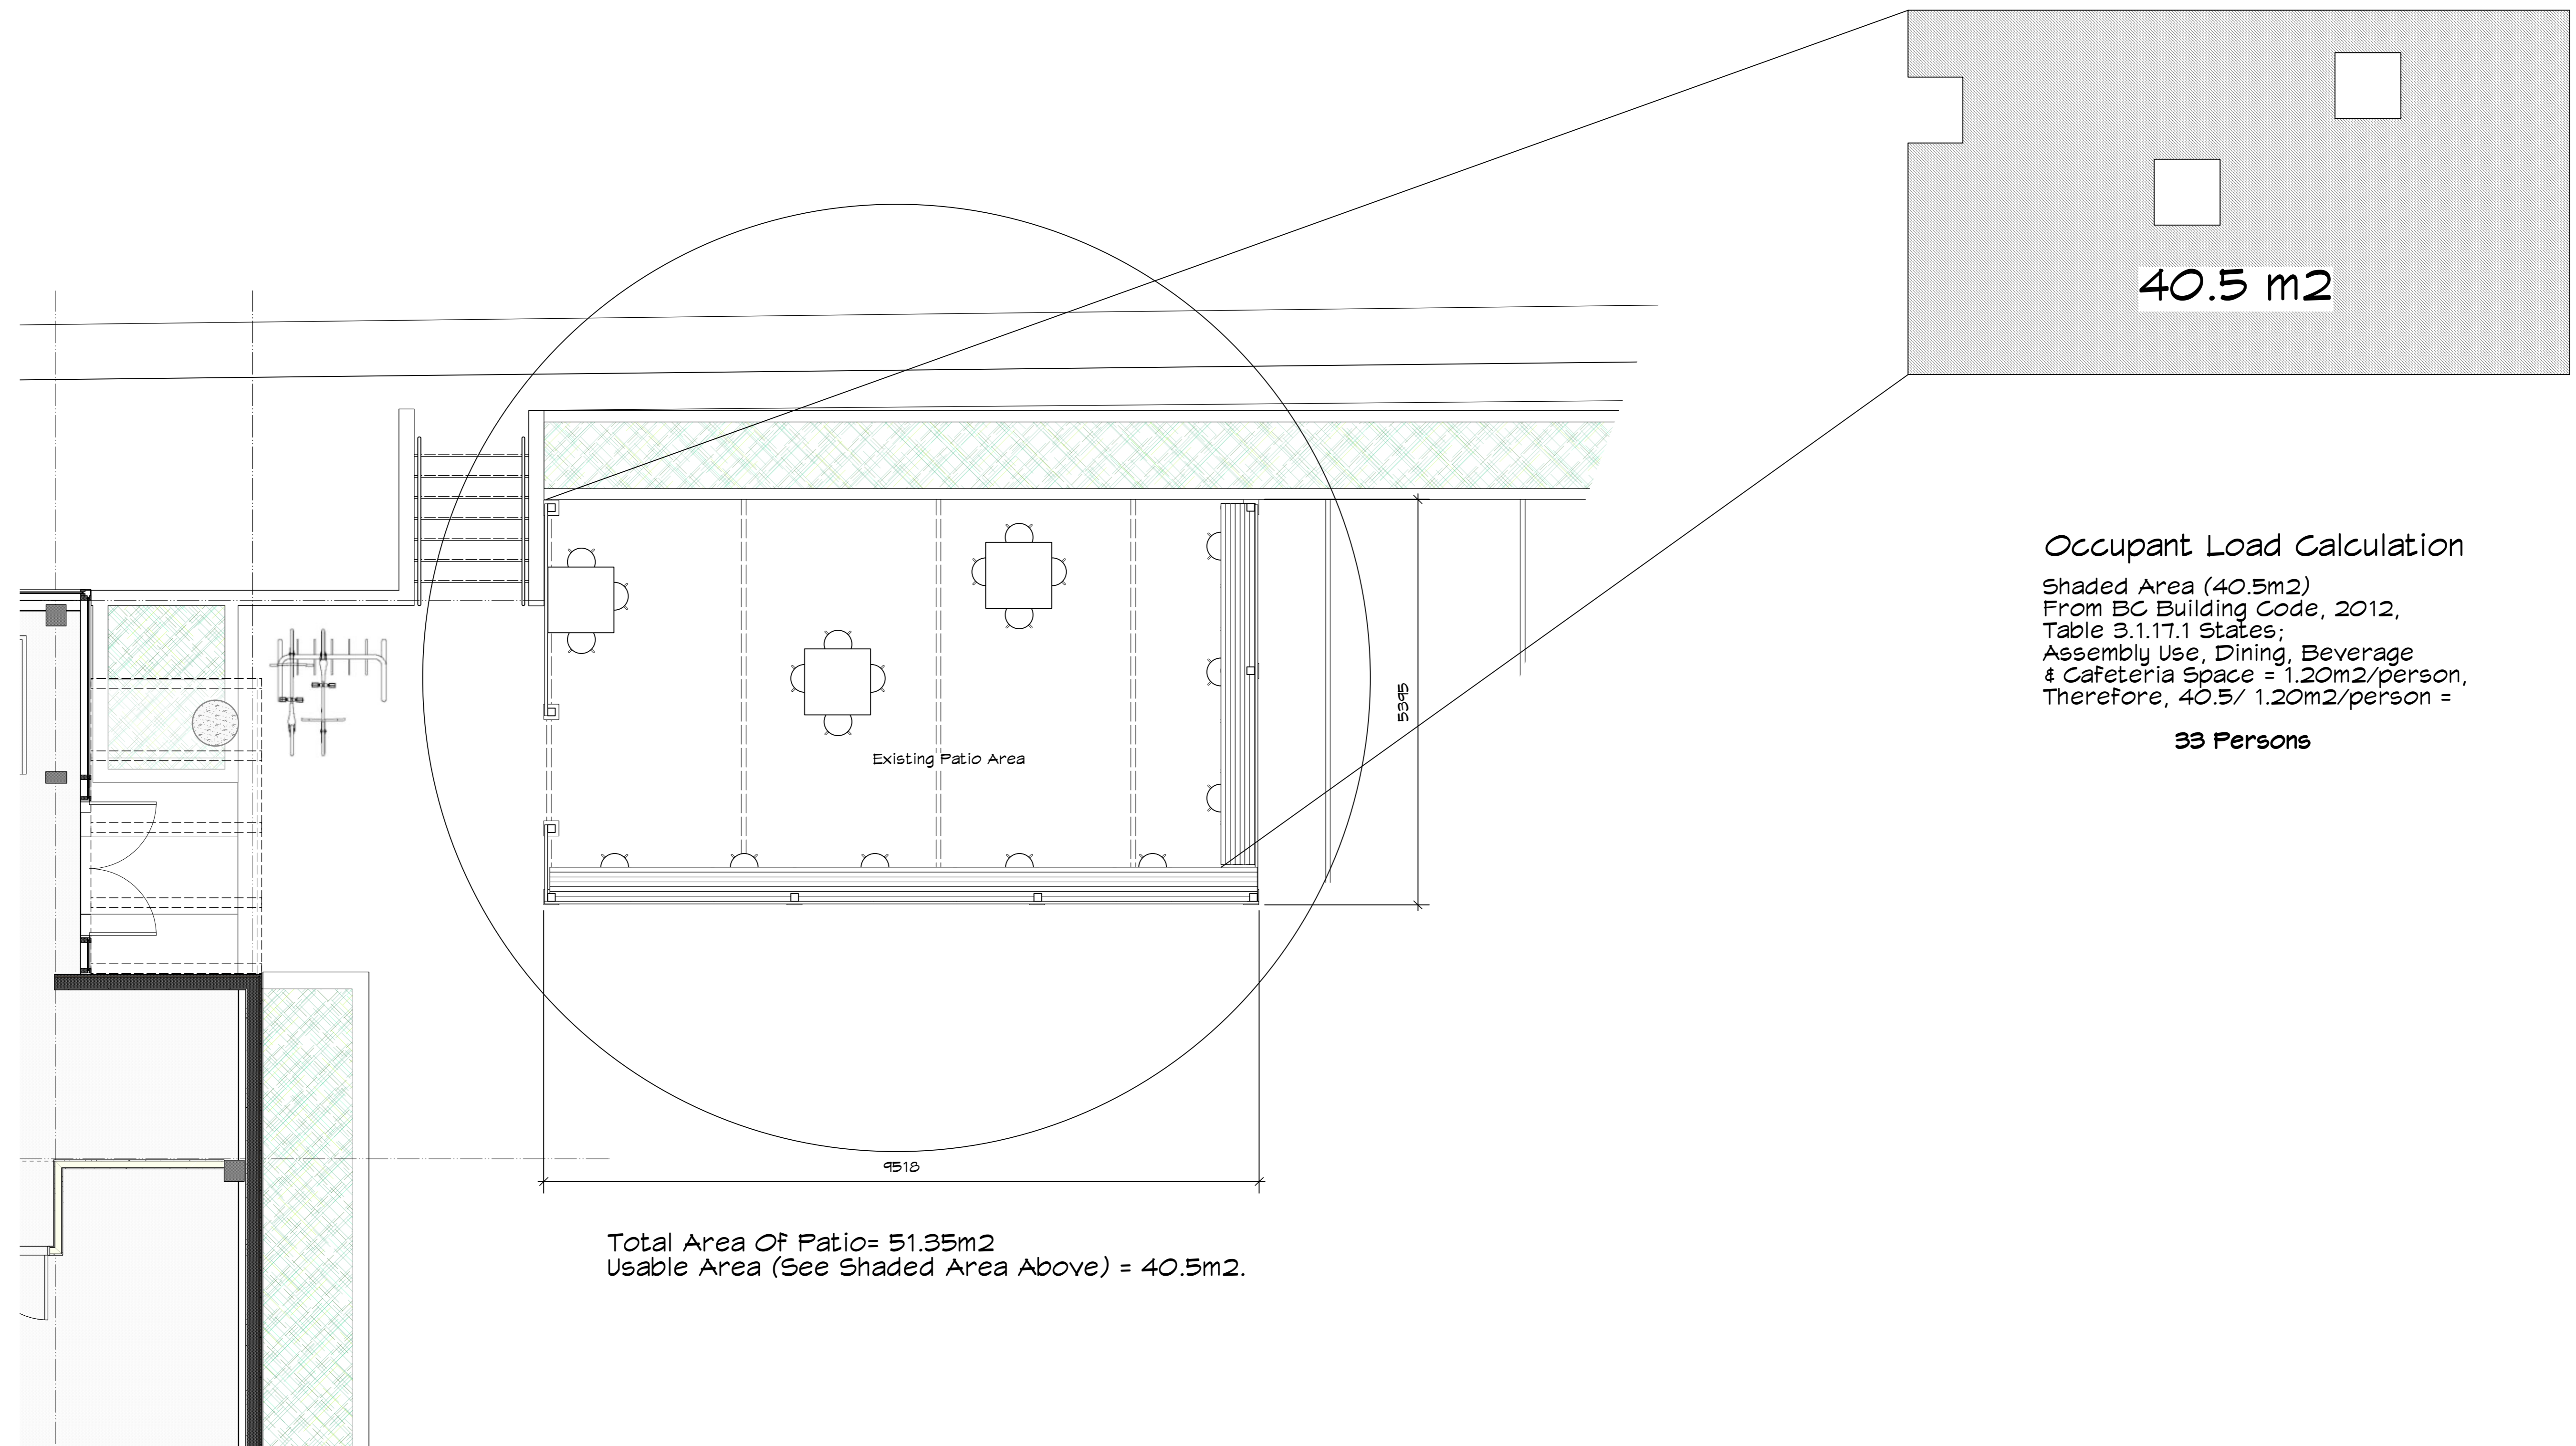 40.5 m2
Occupant Load Calculation
Shaded Area (40.5m2)
From BC Building Code, 2012,
Table 3.1.17.1 States;
Assembly Use, Dining, Beverage
& Cafeteria Space = 1.20m2/person,
Therefore, 40.5/ 1.20m2/person =
33 Persons
5395
Existing Patio Area
9518
Total Area Of Patio= 51.35m2
Usable Area (See Shaded Area Above) = 40.5m2.